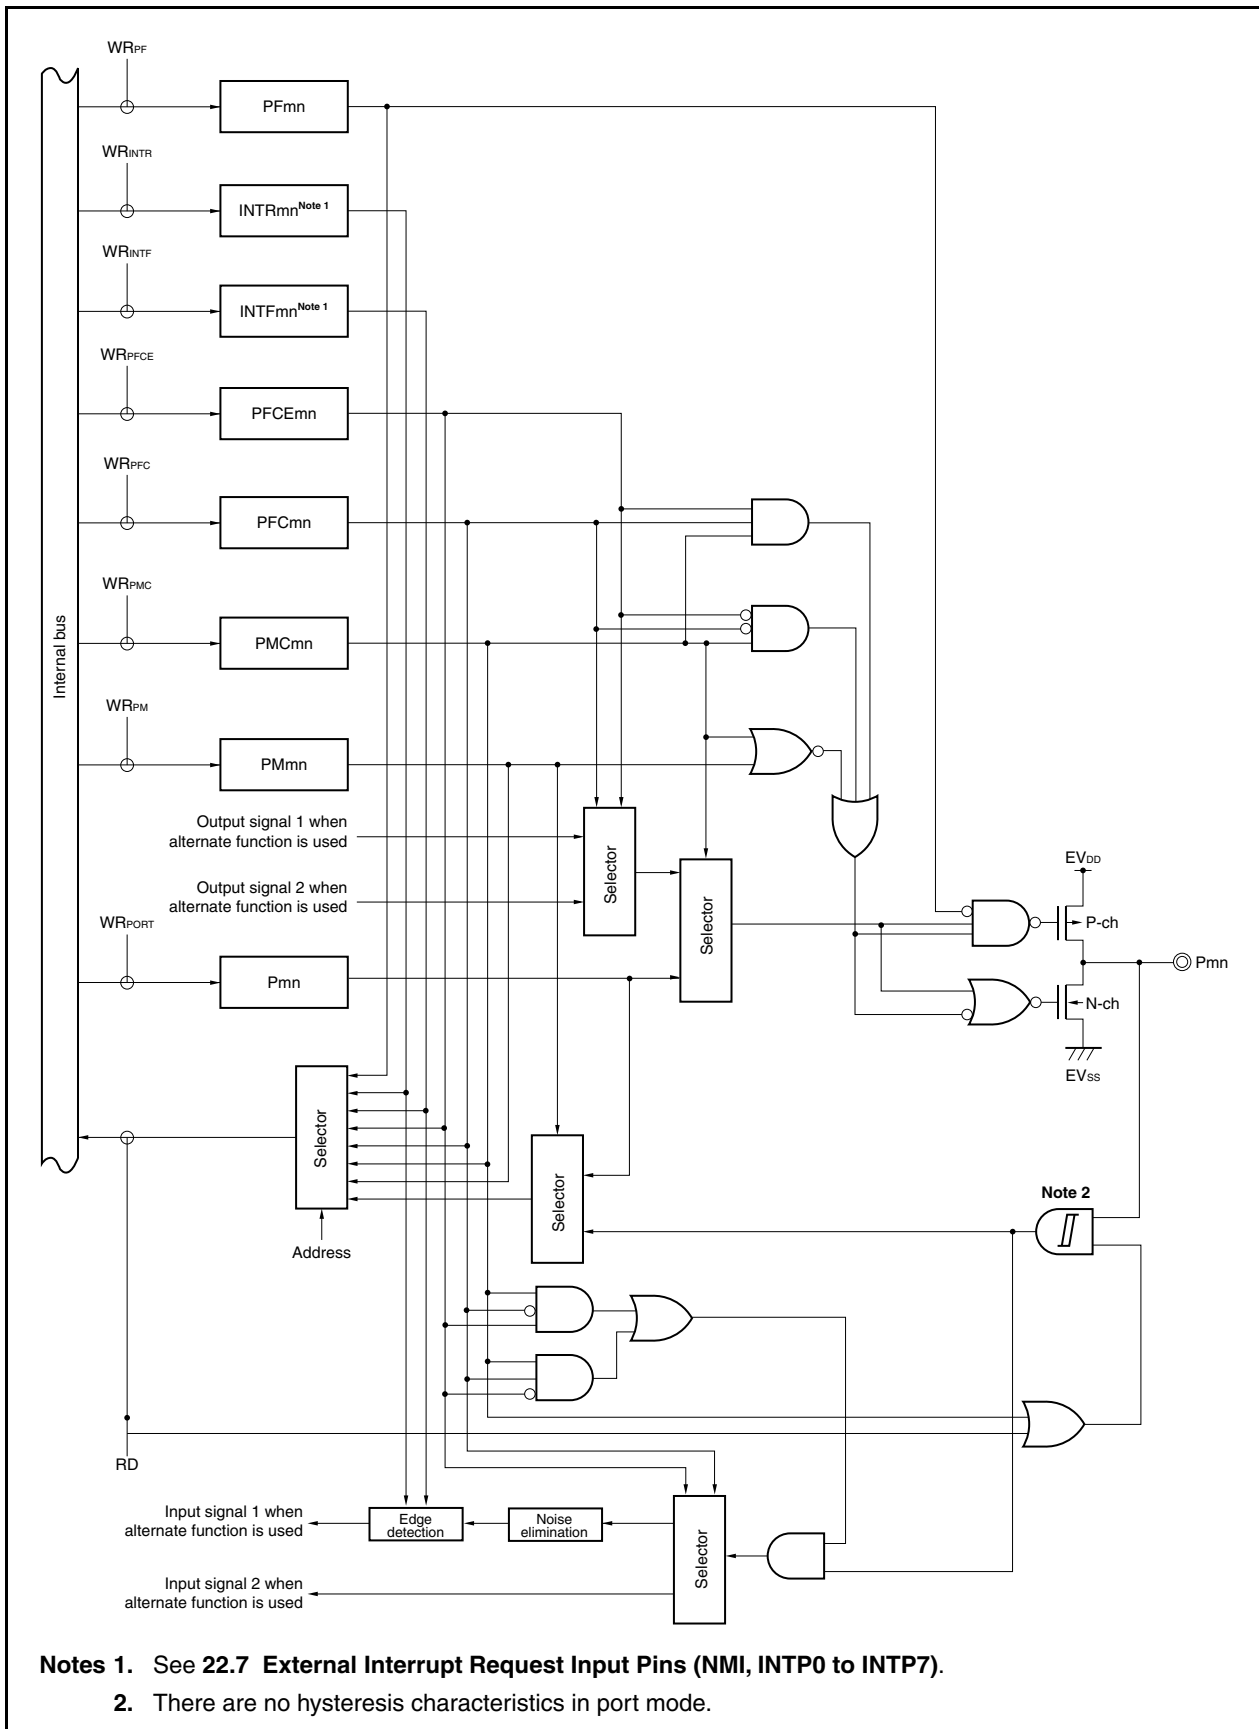 WRPF
PFmn
WRINTR
INTRmnNote 1
WRINTF
INTFmnNote 1
WRPFCE
PFCEmn
WRPFC
PFCmn
WRPMC
PMCmn
Internal bus
WRPM
PMmn
Output signal 1 when
alternate function is used
Output signal 2 when
alternate function is used
Selector
Selector
EVDD
P-ch
WRPORT
Pmn
Pmn
N-ch
EVSS
Selector
Selector
Address
Note 2
RD
Input signal 1 when
alternate function is used
Edge
detection
Noise
elimination
Selector
Input signal 2 when
alternate function is used
Notes 1. See 22.7 External Interrupt Request Input Pins (NMI, INTP0 to INTP7).
2. There are no hysteresis characteristics in port mode.